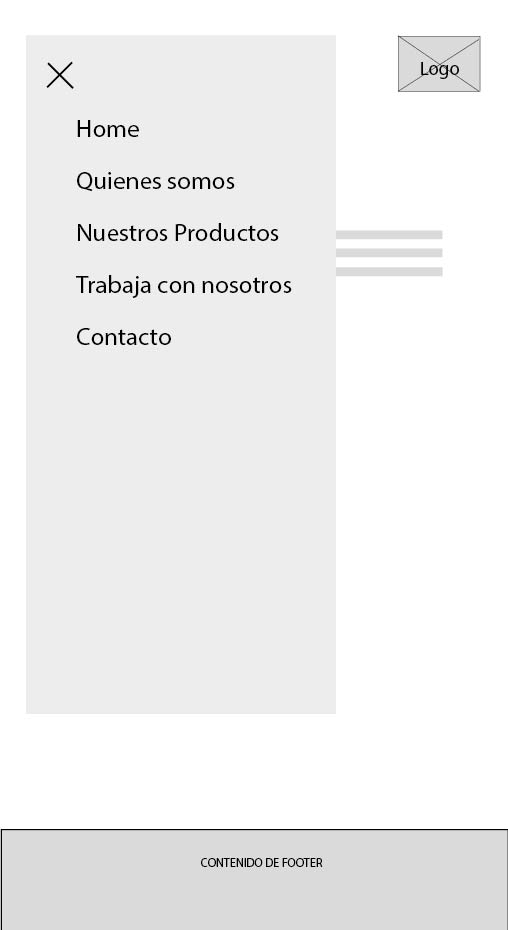 Logo
Home
Quienes somos
Nuestros Productos
Trabaja con nosotros
Contacto
CONTENIDO DE FOOTER